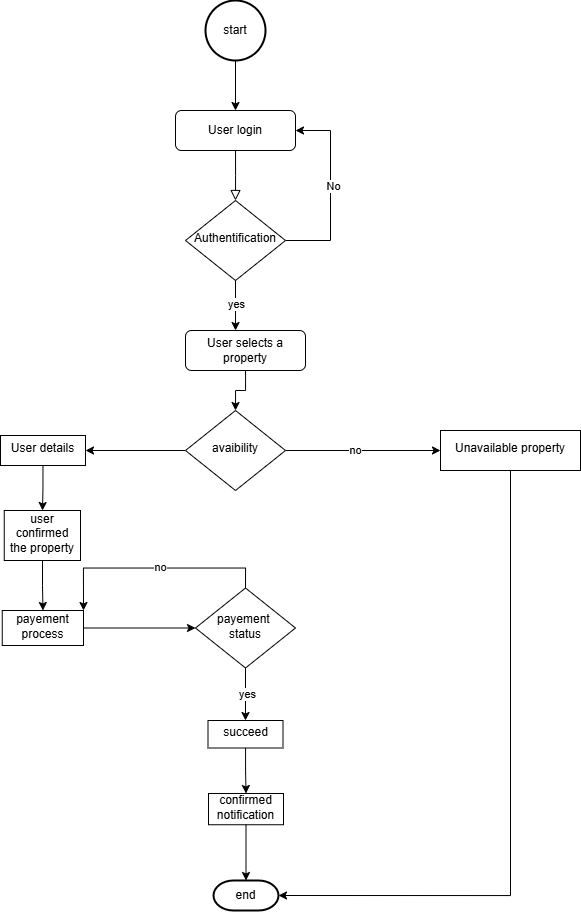 start
User login
No
Authentification
yes
User selects a
property
User details
avaibility
no
Unavailable property
user
confirmed
the property
no
payement
process
payement
status
yes
succeed
confirmed
notification
end